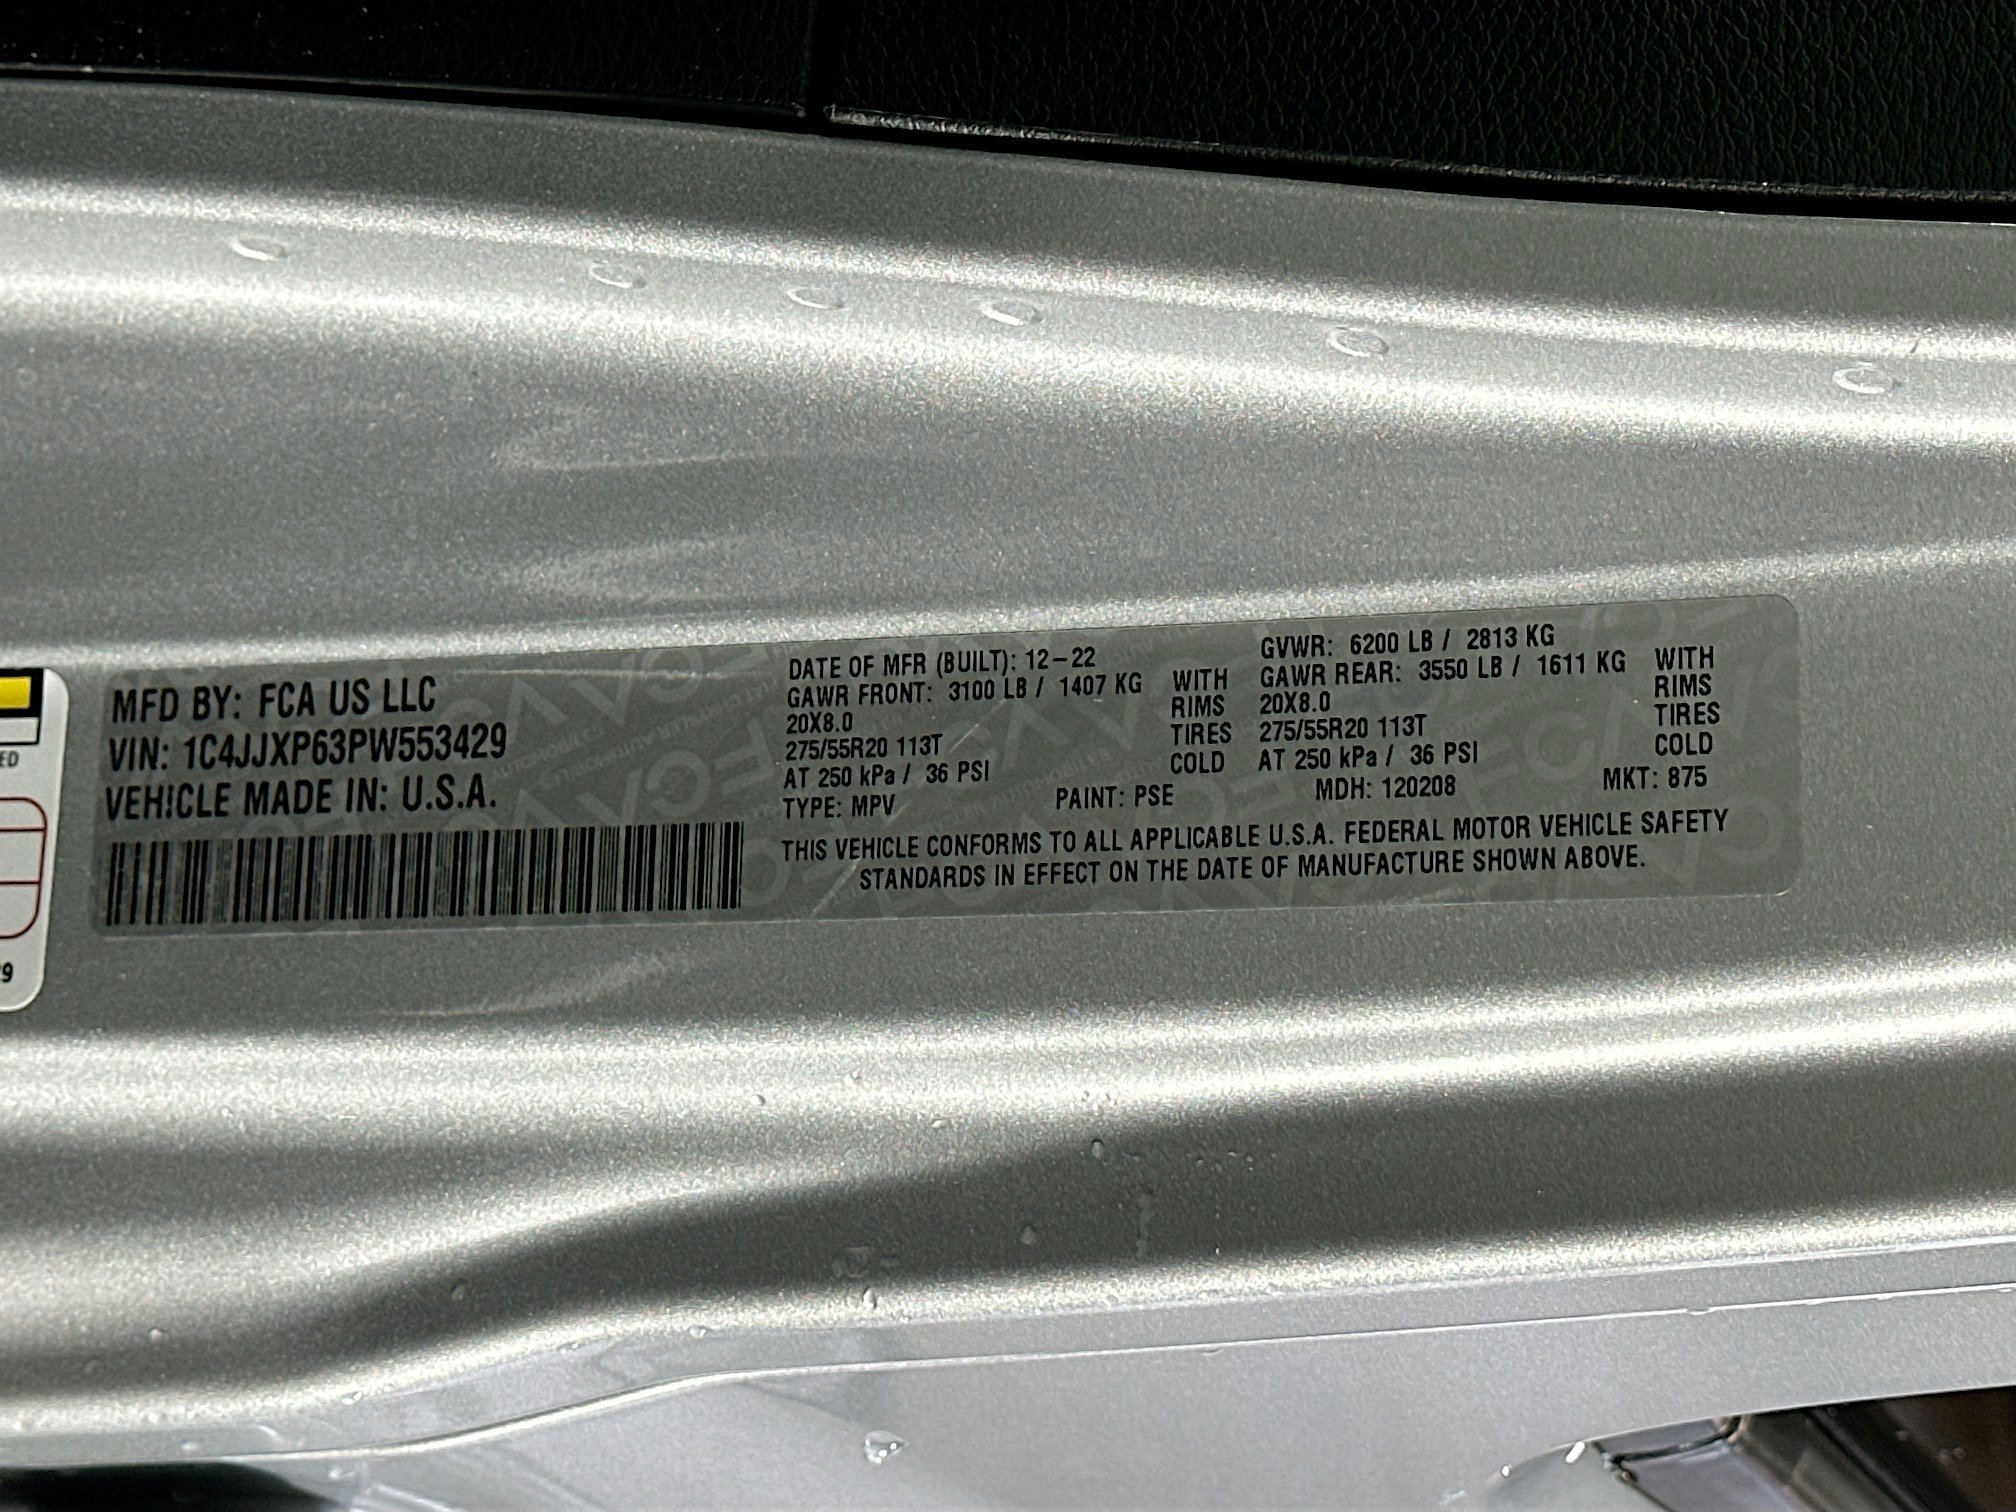 MFD BY: FCA US LLC
VIN: 1C4JJXP63PW553429
VEHICLE MADE IN: U.S.A.
DATE OF MFR (BUILT): 12-22
GAWR FRONT: 3100 LB / 1407 KG
20X8.0
275/55R20 113T
AT 250 kPa / 36 PSI
WITH
RIMS
TIRES
COLD
GVWR: 6200 LB / 2813 KG
GAWR REAR: 3550 LB / 1611 KG
20X8.0
275/55R20 113T
AT 250 kPa / 36 PSI
WITH
RIMS
TIRES
COLD
TYPE: MPV PAINT: PSE MDH: 120208 MKT: 875
THIS VEHICLE CONFORMS TO ALL APPLICABLE U.S.A. FEDERAL MOTOR VEHICLE SAFETY
STANDARDS IN EFFECT ON THE DATE OF MANUFACTURE SHOWN ABOVE.